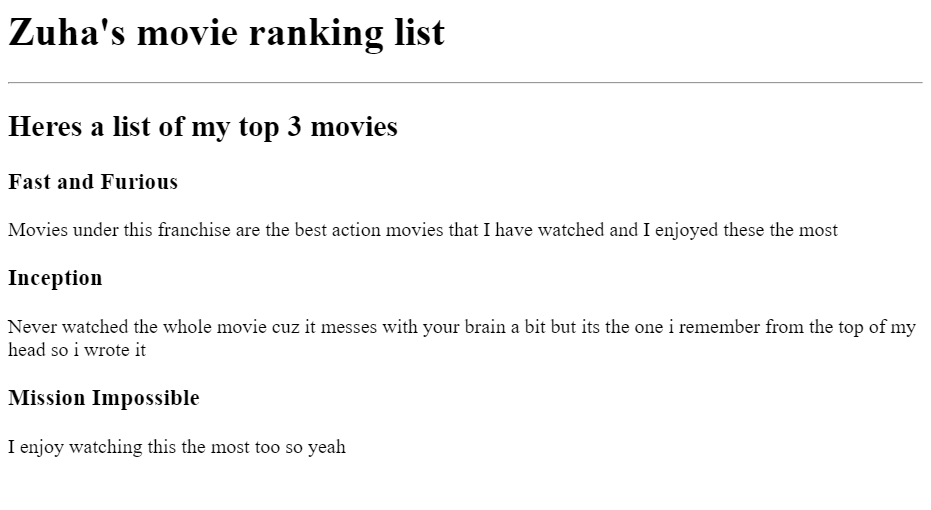 Zuha's movie ranking list
Heres a list of my top 3 movies
Fast and Furious
Movies under this franchise are the best action movies that I have watched and I enjoyed these the most
Inception
Never watched the whole movie cuz it messes with your brain a bit but its the one i remember from the top of my
head so i wrote it
Mission Impossible
I enjoy watching this the most too so yeah